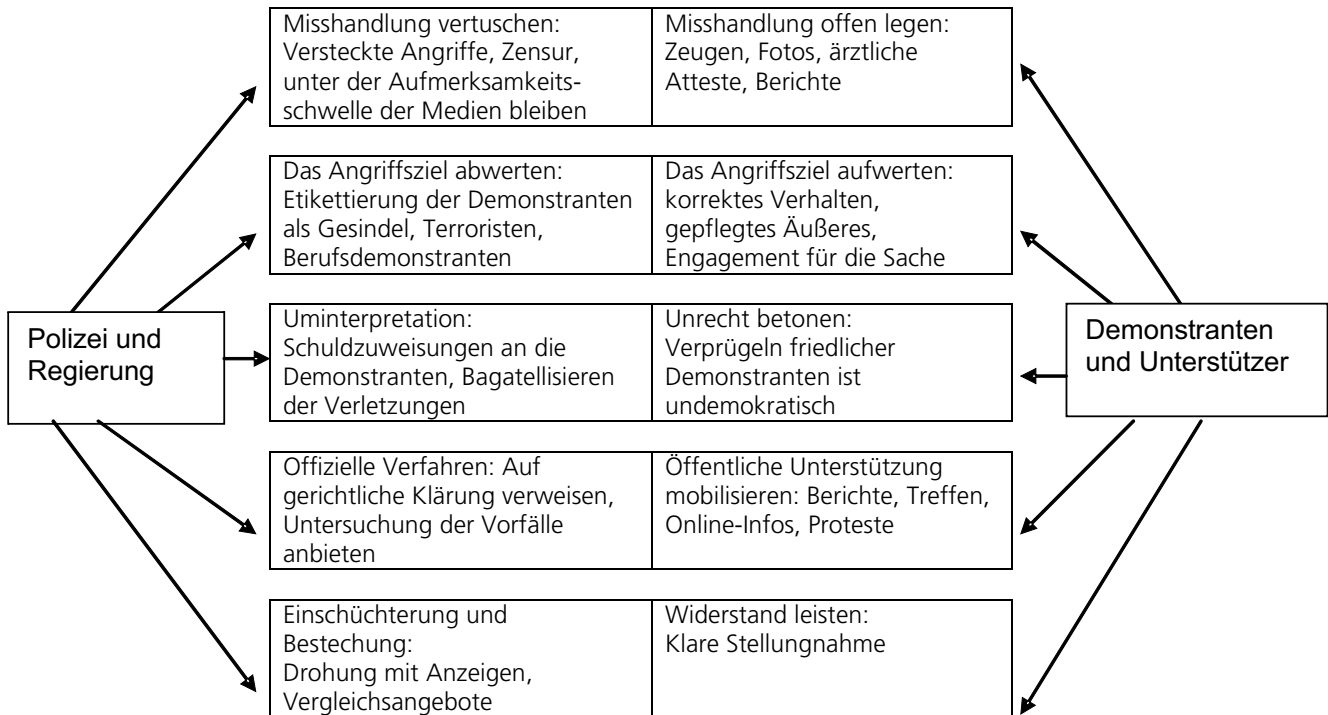 Misshandlung vertuschen:
Versteckte Angriffe, Zensur,
unter der Aufmerksamkeits-
schwelle der Medien bleiben
Misshandlung offen legen:
Zeugen, Fotos, ärztliche
Atteste, Berichte
Das Angriffsziel abwerten:
Etikettierung der Demonstranten
als Gesindel, Terroristen,
Berufsdemonstranten
Das Angriffsziel aufwerten:
korrektes Verhalten,
gepflegtes Äußeres,
Engagement für die Sache
Polizei und
Regierung
Uminterpretation:
Schuldzuweisungen an die
Demonstranten, Bagatellisieren
der Verletzungen
Unrecht betonen:
Verprügeln friedlicher
Demonstranten ist
undemokratisch
Demonstranten
und Unterstützer
Offizielle Verfahren: Auf
gerichtliche Klärung verweisen,
Untersuchung der Vorfälle
anbieten
Öffentliche Unterstützung
mobilisieren: Berichte, Treffen,
Online-Infos, Proteste
Einschüchterung und
Bestechung:
Drohung mit Anzeigen,
Vergleichsangebote
Widerstand leisten:
Klare Stellungnahme